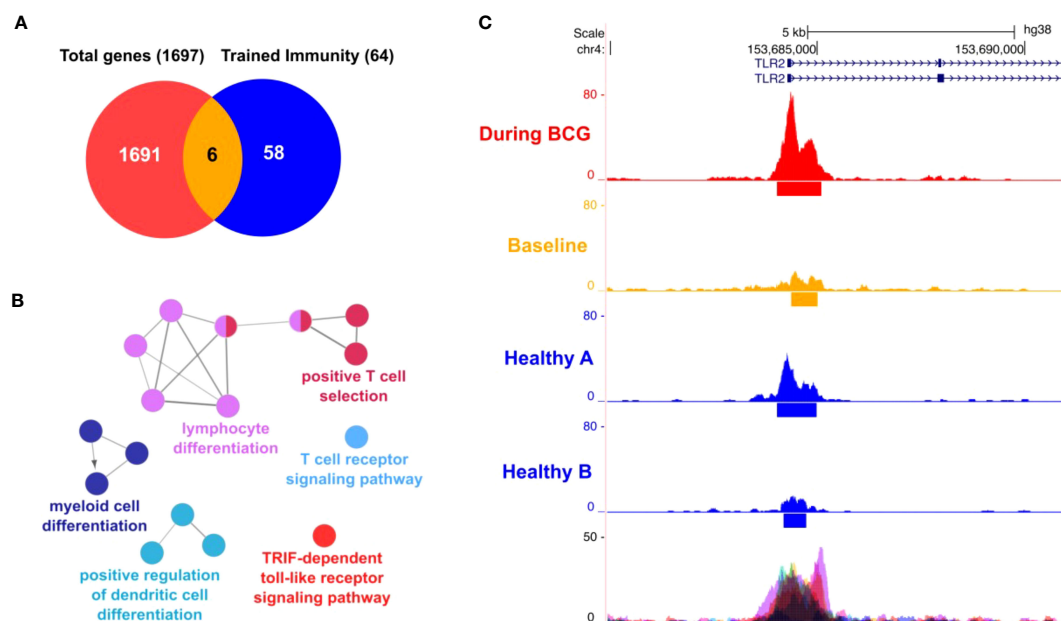 A
Total genes (1697) Trained Immunity (64)
1691 6 58
B
positive T cell
selection
lymphocyte
differentiation
T cell receptor
signaling pathway
myeloid cell
differentiation
TRIF-dependent
toll-like receptor
signaling pathway
positive regulation
of dendritic cell
differentiation
C
Scale 5 kb hg38
chr4: 153,685,000 153,690,000
TLR2
TLR2
80
During BCG
0
80
Baseline
0
80
Healthy A
0
80
Healthy B
0
50
0